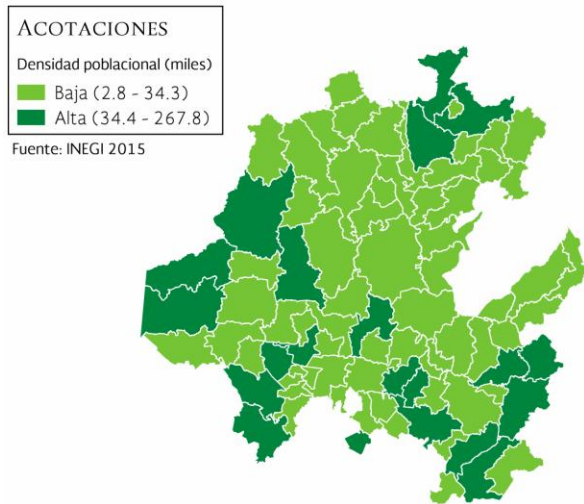 ACOTACIONES
Densidad poblacional (miles)
Baja (2.8 - 34.3)
Alta (34.4 - 267.8)
Fuente: INEGI 2015